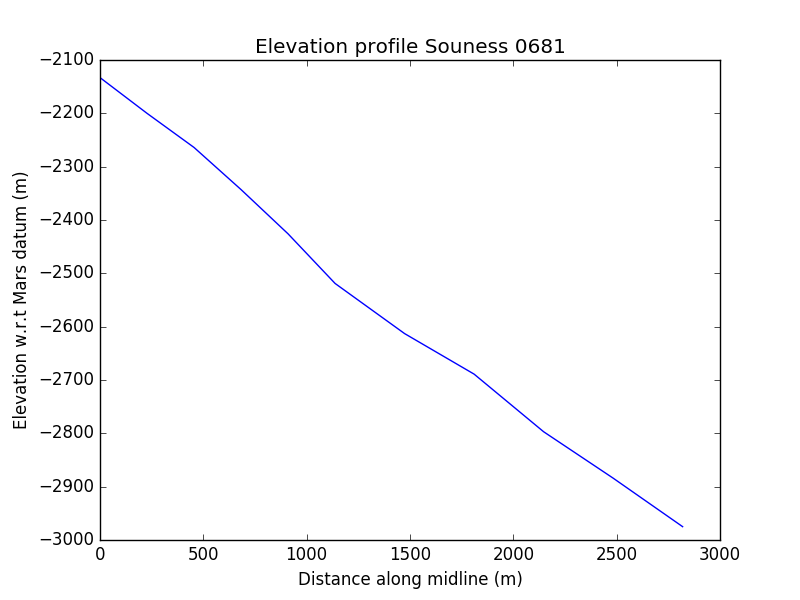 Elevation profile Souness 0681
−2100
−2200
−2300
−2400
−2500
−2600
−2700
−2800
−2900
−3000
Elevation w.r.t Mars datum (m)
0 500 1000 1500 2000 2500 3000
Distance along midline (m)